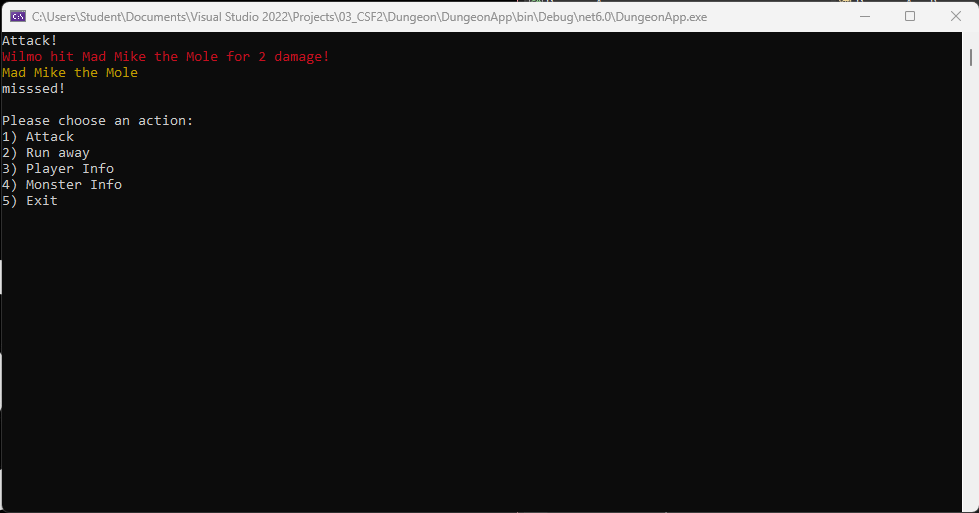 C:\Users\Student\Documents\Visual Studio 2022\Projects\03_CSF2\Dungeon\DungeonApp\bin\Debug\net6.0\DungeonApp.exe
Attack!
Wilmo hit Mad Mike the Mole for 2 damage!
Mad Mike the Mole
misssed!
Please choose an action:
1) Attack
2) Run away
3) Player Info
4) Monster Info
5) Exit